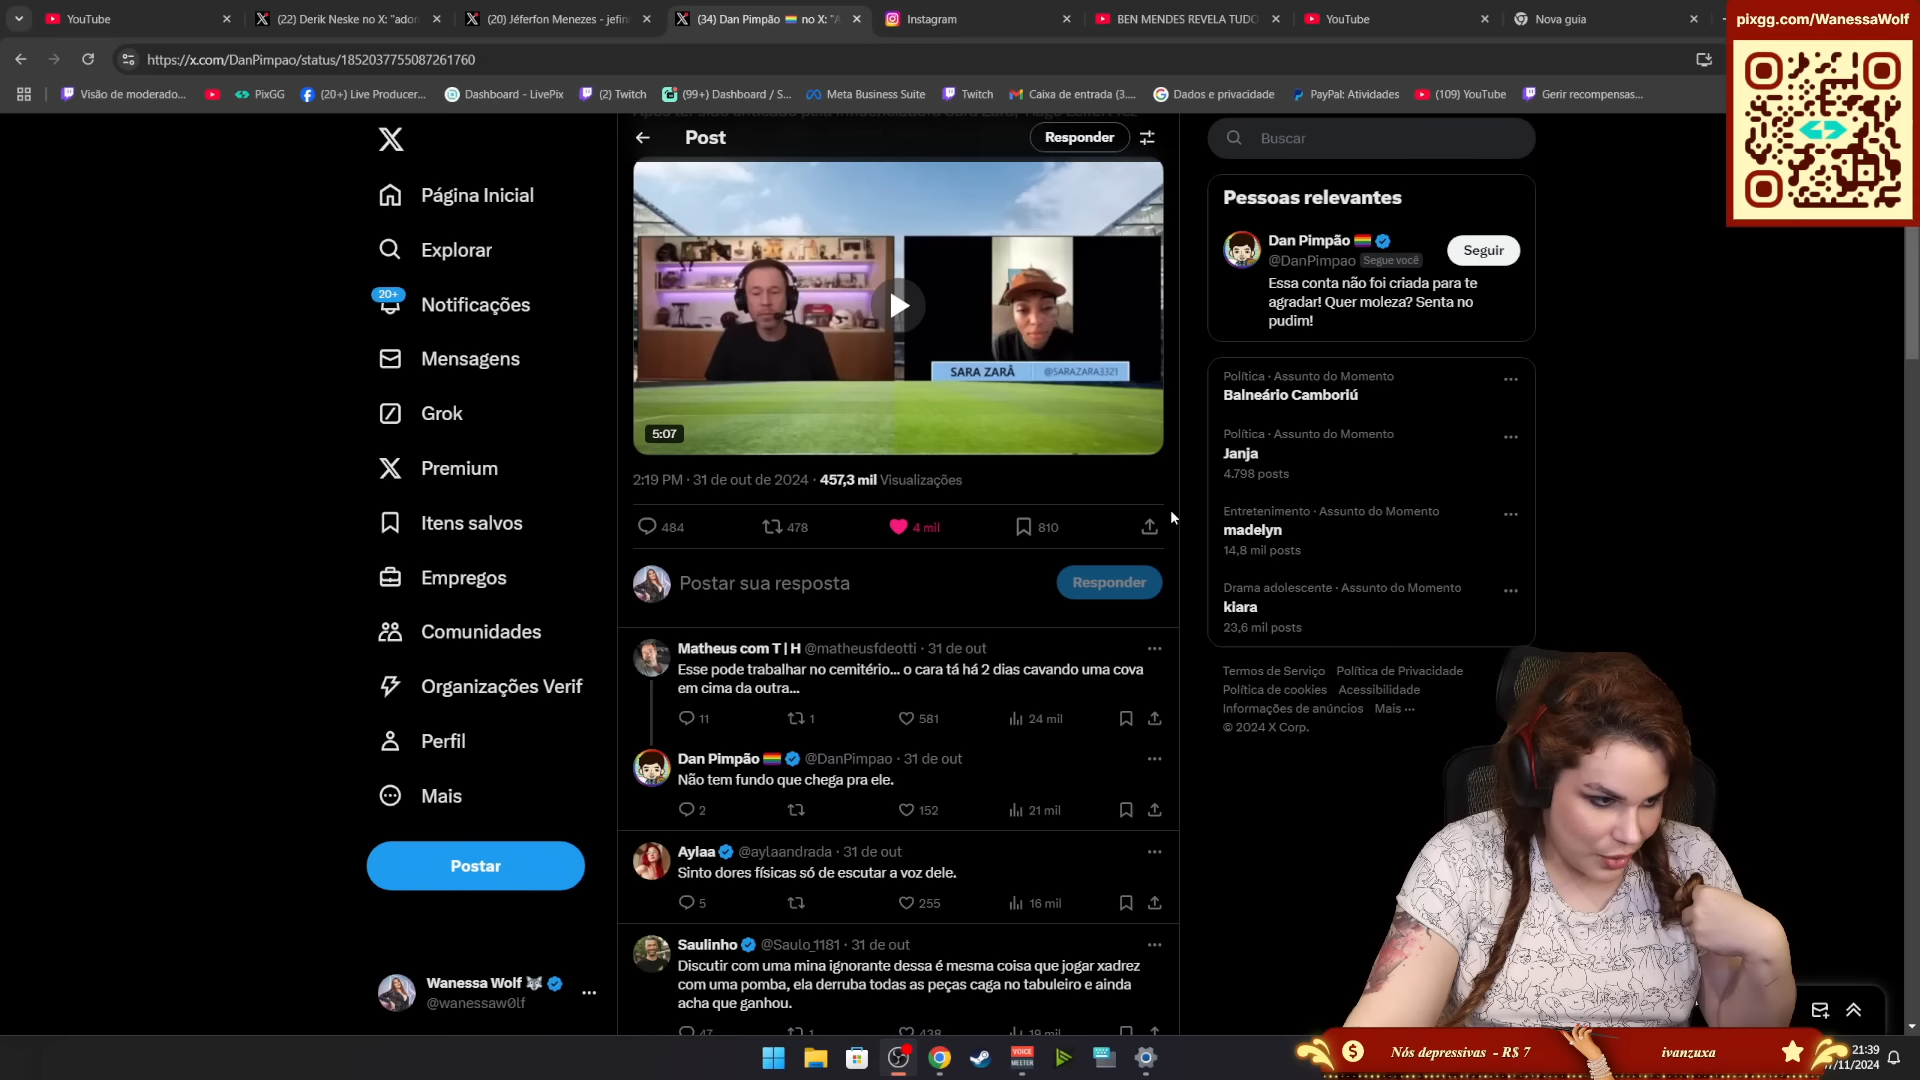 YouTube
(22) Derik Neske no X: "ador
(20) Jéferfon Menezes - jefin
(34) Dan Pimpão no X: "A
Instagram
BEN MENDES REVELA TUDO
YouTube
Nova guia
pixgg.com/WanessaWolf
https://x.com/DanPimpao/status/1852037755087261760
Visão de moderado...
PixGG
(20+) Live Producer...
Dashboard - LivePix
(2) Twitch
(99+) Dashboard / S...
Meta Business Suite
Twitch
Caixa de entrada (3....
Dados e privacidade
PayPal: Atividades
(109) YouTube
Gerir recompensas...
Página Inicial
Explorar
20+
Notificações
Mensagens
Grok
Premium
Itens salvos
Empregos
Comunidades
Organizações Verif
Perfil
Mais
Postar
Wanessa Wolf
@wanessaw0lf
Post
Responder
SARA ZARÂ
@SARAZARA3321
5:07
2:19 PM · 31 de out de 2024 · 457,3 mil Visualizações
484
478
4 mil
810
Postar sua resposta
Responder
Matheus com T | H @matheusfdeotti · 31 de out
Esse pode trabalhar no cemitério... o cara tá há 2 dias cavando uma cova
em cima da outra...
11
1
581
24 mil
Dan Pimpão @DanPimpao · 31 de out
Não tem fundo que chega pra ele.
2
152
21 mil
Aylaa @aylaandrada · 31 de out
Sinto dores físicas só de escutar a voz dele.
5
255
16 mil
Saulinho @Saulo_1181 · 31 de out
Discutir com uma mina ignorante dessa é mesma coisa que jogar xadrez
com uma pomba, ela derruba todas as peças caga no tabuleiro e ainda
acha que ganhou.
47
1
438
19 mil
Buscar
Pessoas relevantes
Dan Pimpão
@DanPimpao Segue você
Seguir
Essa conta não foi criada para te
agradar! Quer moleza? Senta no
pudim!
Política · Assunto do Momento
Balneário Camboriú
Política · Assunto do Momento
Janja
4.798 posts
Entretenimento · Assunto do Momento
madelyn
14,8 mil posts
Drama adolescente · Assunto do Momento
kiara
23,6 mil posts
Termos de Serviço Política de Privacidade
Política de cookies Acessibilidade
Informações de anúncios Mais ...
© 2024 X Corp.
VOICE
MEETER
Nós depressivas - R$ 7
ivanzuxa
21:39
/11/2024